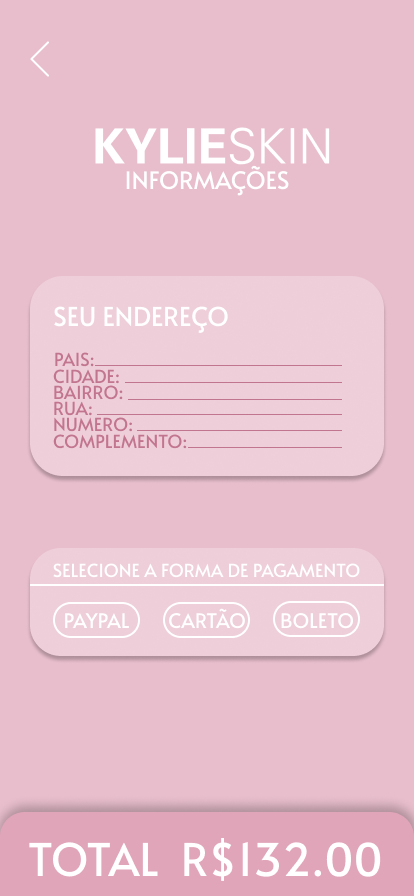 KYLIESKIN
INFORMAÇÕES
SEU ENDEREÇO
PAIS:
CIDADE:
BAIRRO:
RUA:
NUMERO:
COMPLEMENTO:
SELECIONE A FORMA DE PAGAMENTO
PAYPAL CARTÃO BOLETO
TOTAL R$132.00